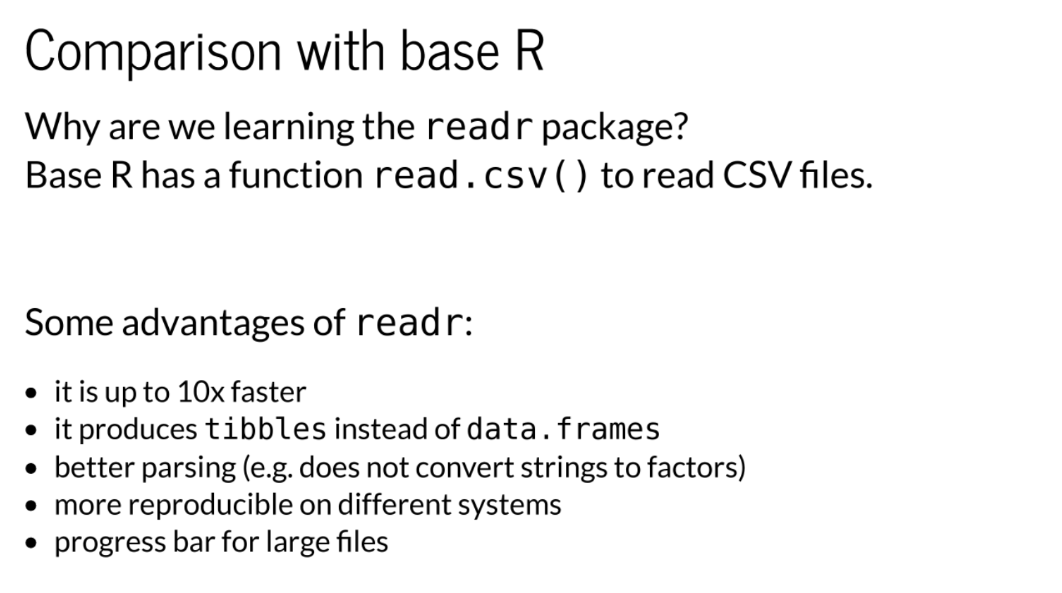 Comparison with base R
Why are we learning the readr package?
Base R has a function read.csv() to read CSV files.
Some advantages of readr:
• it is up to 10x faster
• it produces tibbles instead of data.frames
• better parsing (e.g. does not convert strings to factors)
• more reproducible on different systems
• progress bar for large files